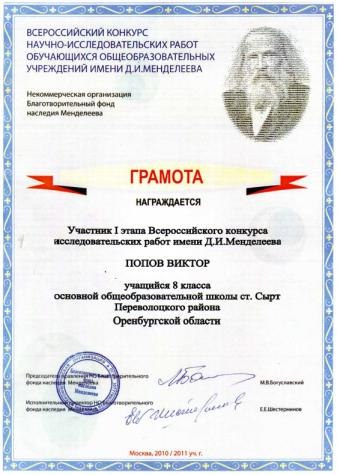 ВСЕРОССИЙСКИЙ КОНКУРС
НАУЧНО-ИССЛЕДОВАТЕЛЬСКИХ РАБОТ
ОБУЧАЮЩИХСЯ ОБЩЕОБРАЗОВАТЕЛЬНЫХ
УЧРЕЖДЕНИЙ ИМЕНИ Д.И.МЕНДЕЛЕЕВА
Некоммерческая организация
Благотворительный фонд
наследия Менделеева
ГРАМОТА
НАГРАЖДАЕТСЯ
Участник I этапа Всероссийского конкурса
исследовательских работ имени Д.И.Менделеева
ПОПОВ ВИКТОР
учащийся 8 класса
основной общеобразовательной школы ст. Сырт
Переволоцкого района
Оренбургской области
Председатель правления НО Благотворительного
фонда наследия Менделеева
М.В.Богуславский
Исполнительный директор НО Благотворительного
фонда наследия Менделеева
Е.Е.Шестерников
Москва, 2010 / 2011 уч. г.